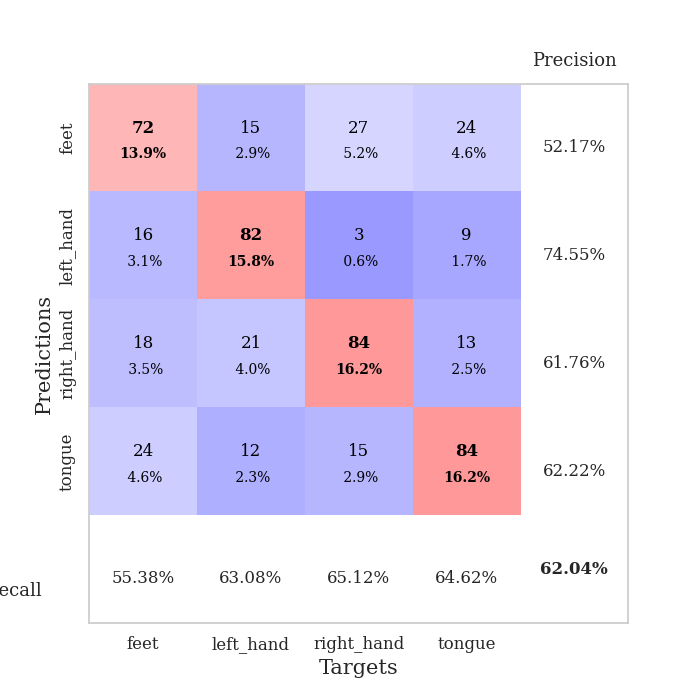 Precision
feet
72 15 27 24
13.9% 2.9% 5.2% 4.6%
52.17%
left_hand
16 82 3 9
3.1% 15.8% 0.6% 1.7%
74.55%
right_hand
18 21 84 13
3.5% 4.0% 16.2% 2.5%
61.76%
tongue
24 12 15 84
4.6% 2.3% 2.9% 16.2%
62.22%
Predictions
ecall
55.38% 63.08% 65.12% 64.62% 62.04%
feet left_hand right_hand tongue
Targets